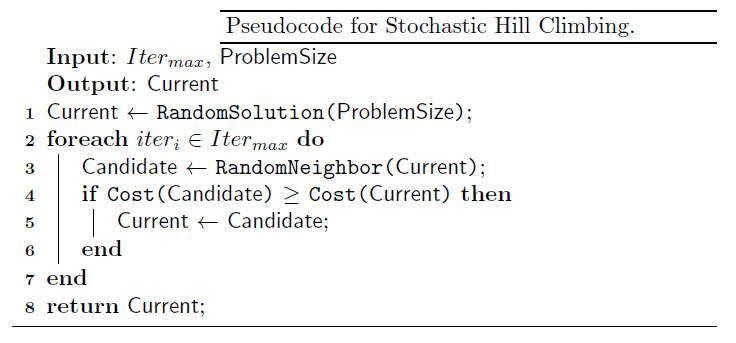 Pseudocode for Stochastic Hill Climbing.
Input: Iter_max, ProblemSize
Output: Current
1 Current ← RandomSolution(ProblemSize);
2 foreach iter_i ∈ Iter_max do
3 Candidate ← RandomNeighbor(Current);
4 if Cost(Candidate) ≥ Cost(Current) then
5 Current ← Candidate;
6 end
7 end
8 return Current;